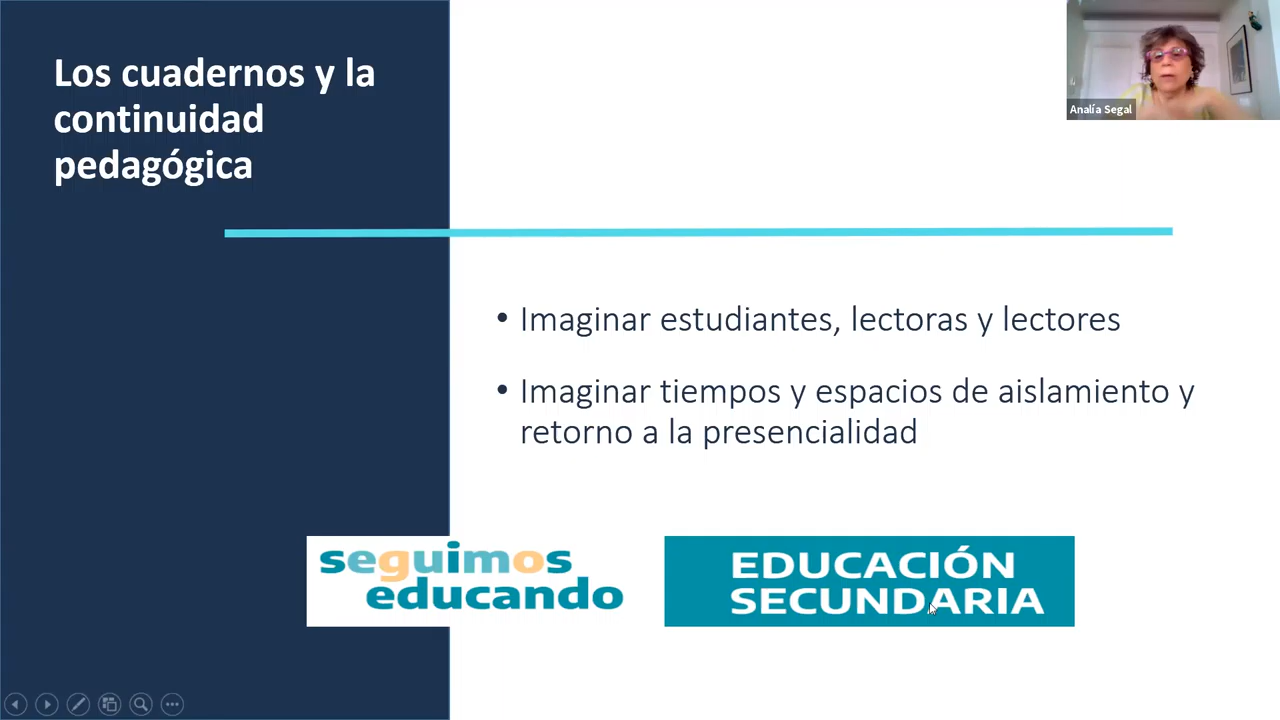 Los cuadernos y la
continuidad
pedagógica
Analía Segal
• Imaginar estudiantes, lectoras y lectores
• Imaginar tiempos y espacios de aislamiento y
retorno a la presencialidad
seguimos
educando
EDUCACIÓN
SECUNDARIA